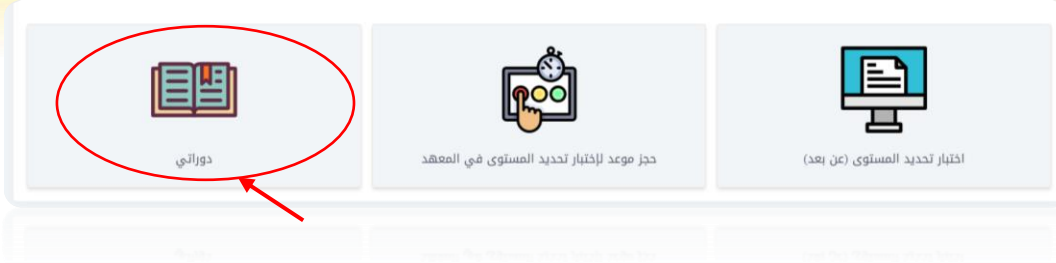 اختبار تحديد المستوى (عن بعد)
حجز موعد لإختبار تحديد المستوى في المعهد
دوراتي